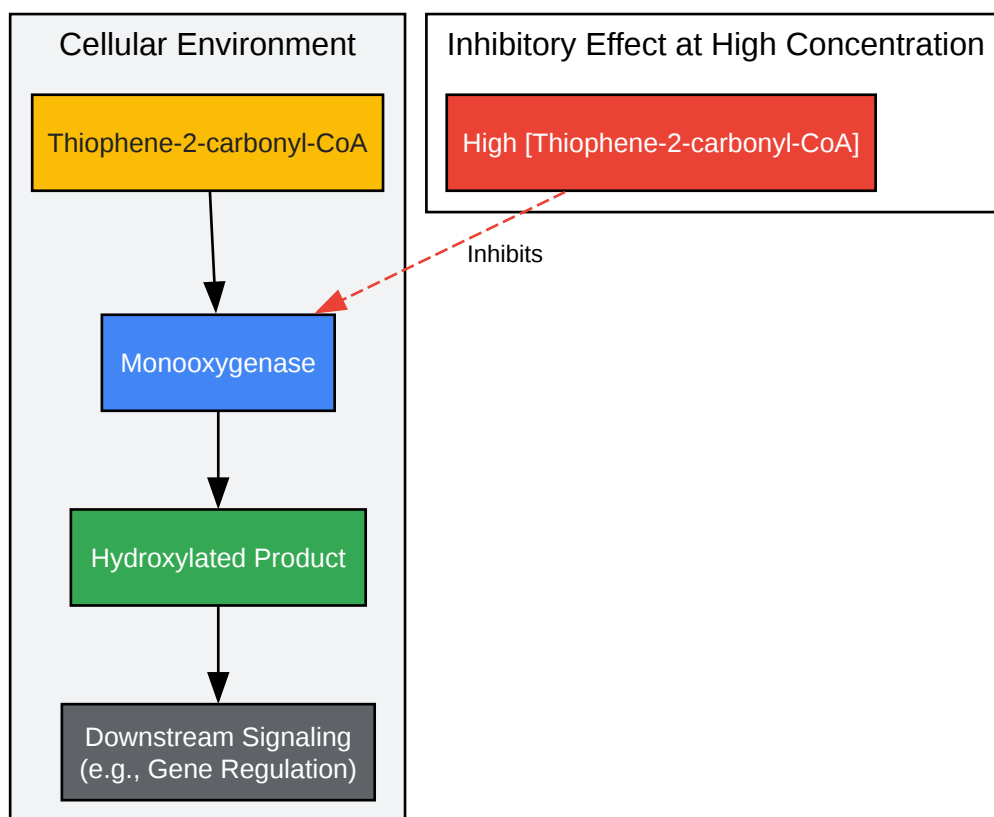 Cellular Environment
Inhibitory Effect at High Concentration
Thiophene-2-carbonyl-CoA
High [Thiophene-2-carbonyl-CoA]
Inhibits
Monooxygenase
Hydroxylated Product
Downstream Signaling
(e.g., Gene Regulation)